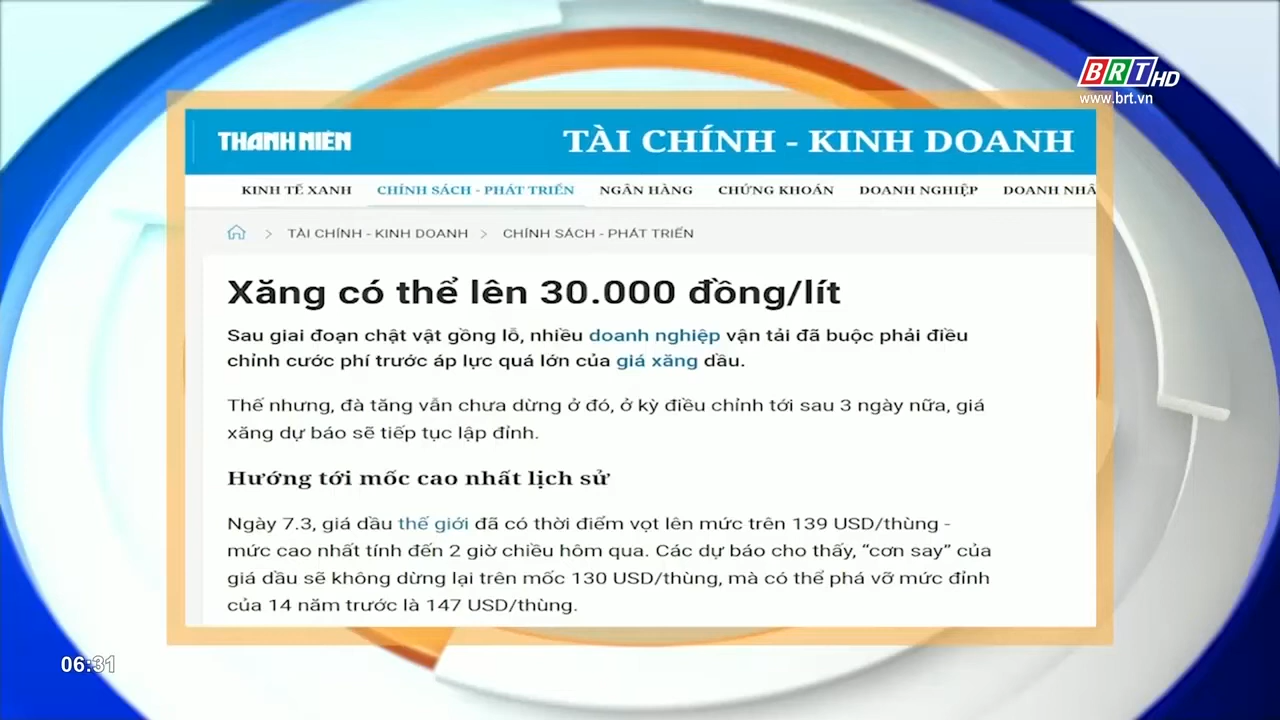 BRTHD
www.brt.vn
THANH NIÊN
TÀI CHÍNH - KINH DOANH
KINH TẾ XANH CHÍNH SÁCH - PHÁT TRIỂN NGÂN HÀNG CHỨNG KHOÁN DOANH NGHIỆP DOANH NHÂ
TÀI CHÍNH - KINH DOANH > CHÍNH SÁCH - PHÁT TRIỂN
Xăng có thể lên 30.000 đồng/lít
Sau giai đoạn chật vật gồng lỗ, nhiều doanh nghiệp vận tải đã buộc phải điều
chỉnh cước phí trước áp lực quá lớn của giá xăng dầu.
Thế nhưng, đà tăng vẫn chưa dừng ở đó, ở kỳ điều chỉnh tới sau 3 ngày nữa, giá
xăng dự báo sẽ tiếp tục lập đỉnh.
Hướng tới mốc cao nhất lịch sử
Ngày 7.3, giá dầu thế giới đã có thời điểm vọt lên mức trên 139 USD/thùng -
mức cao nhất tính đến 2 giờ chiều hôm qua. Các dự báo cho thấy, “cơn say” của
giá dầu sẽ không dừng lại trên mốc 130 USD/thùng, mà có thể phá vỡ mức đỉnh
của 14 năm trước là 147 USD/thùng.
06:31